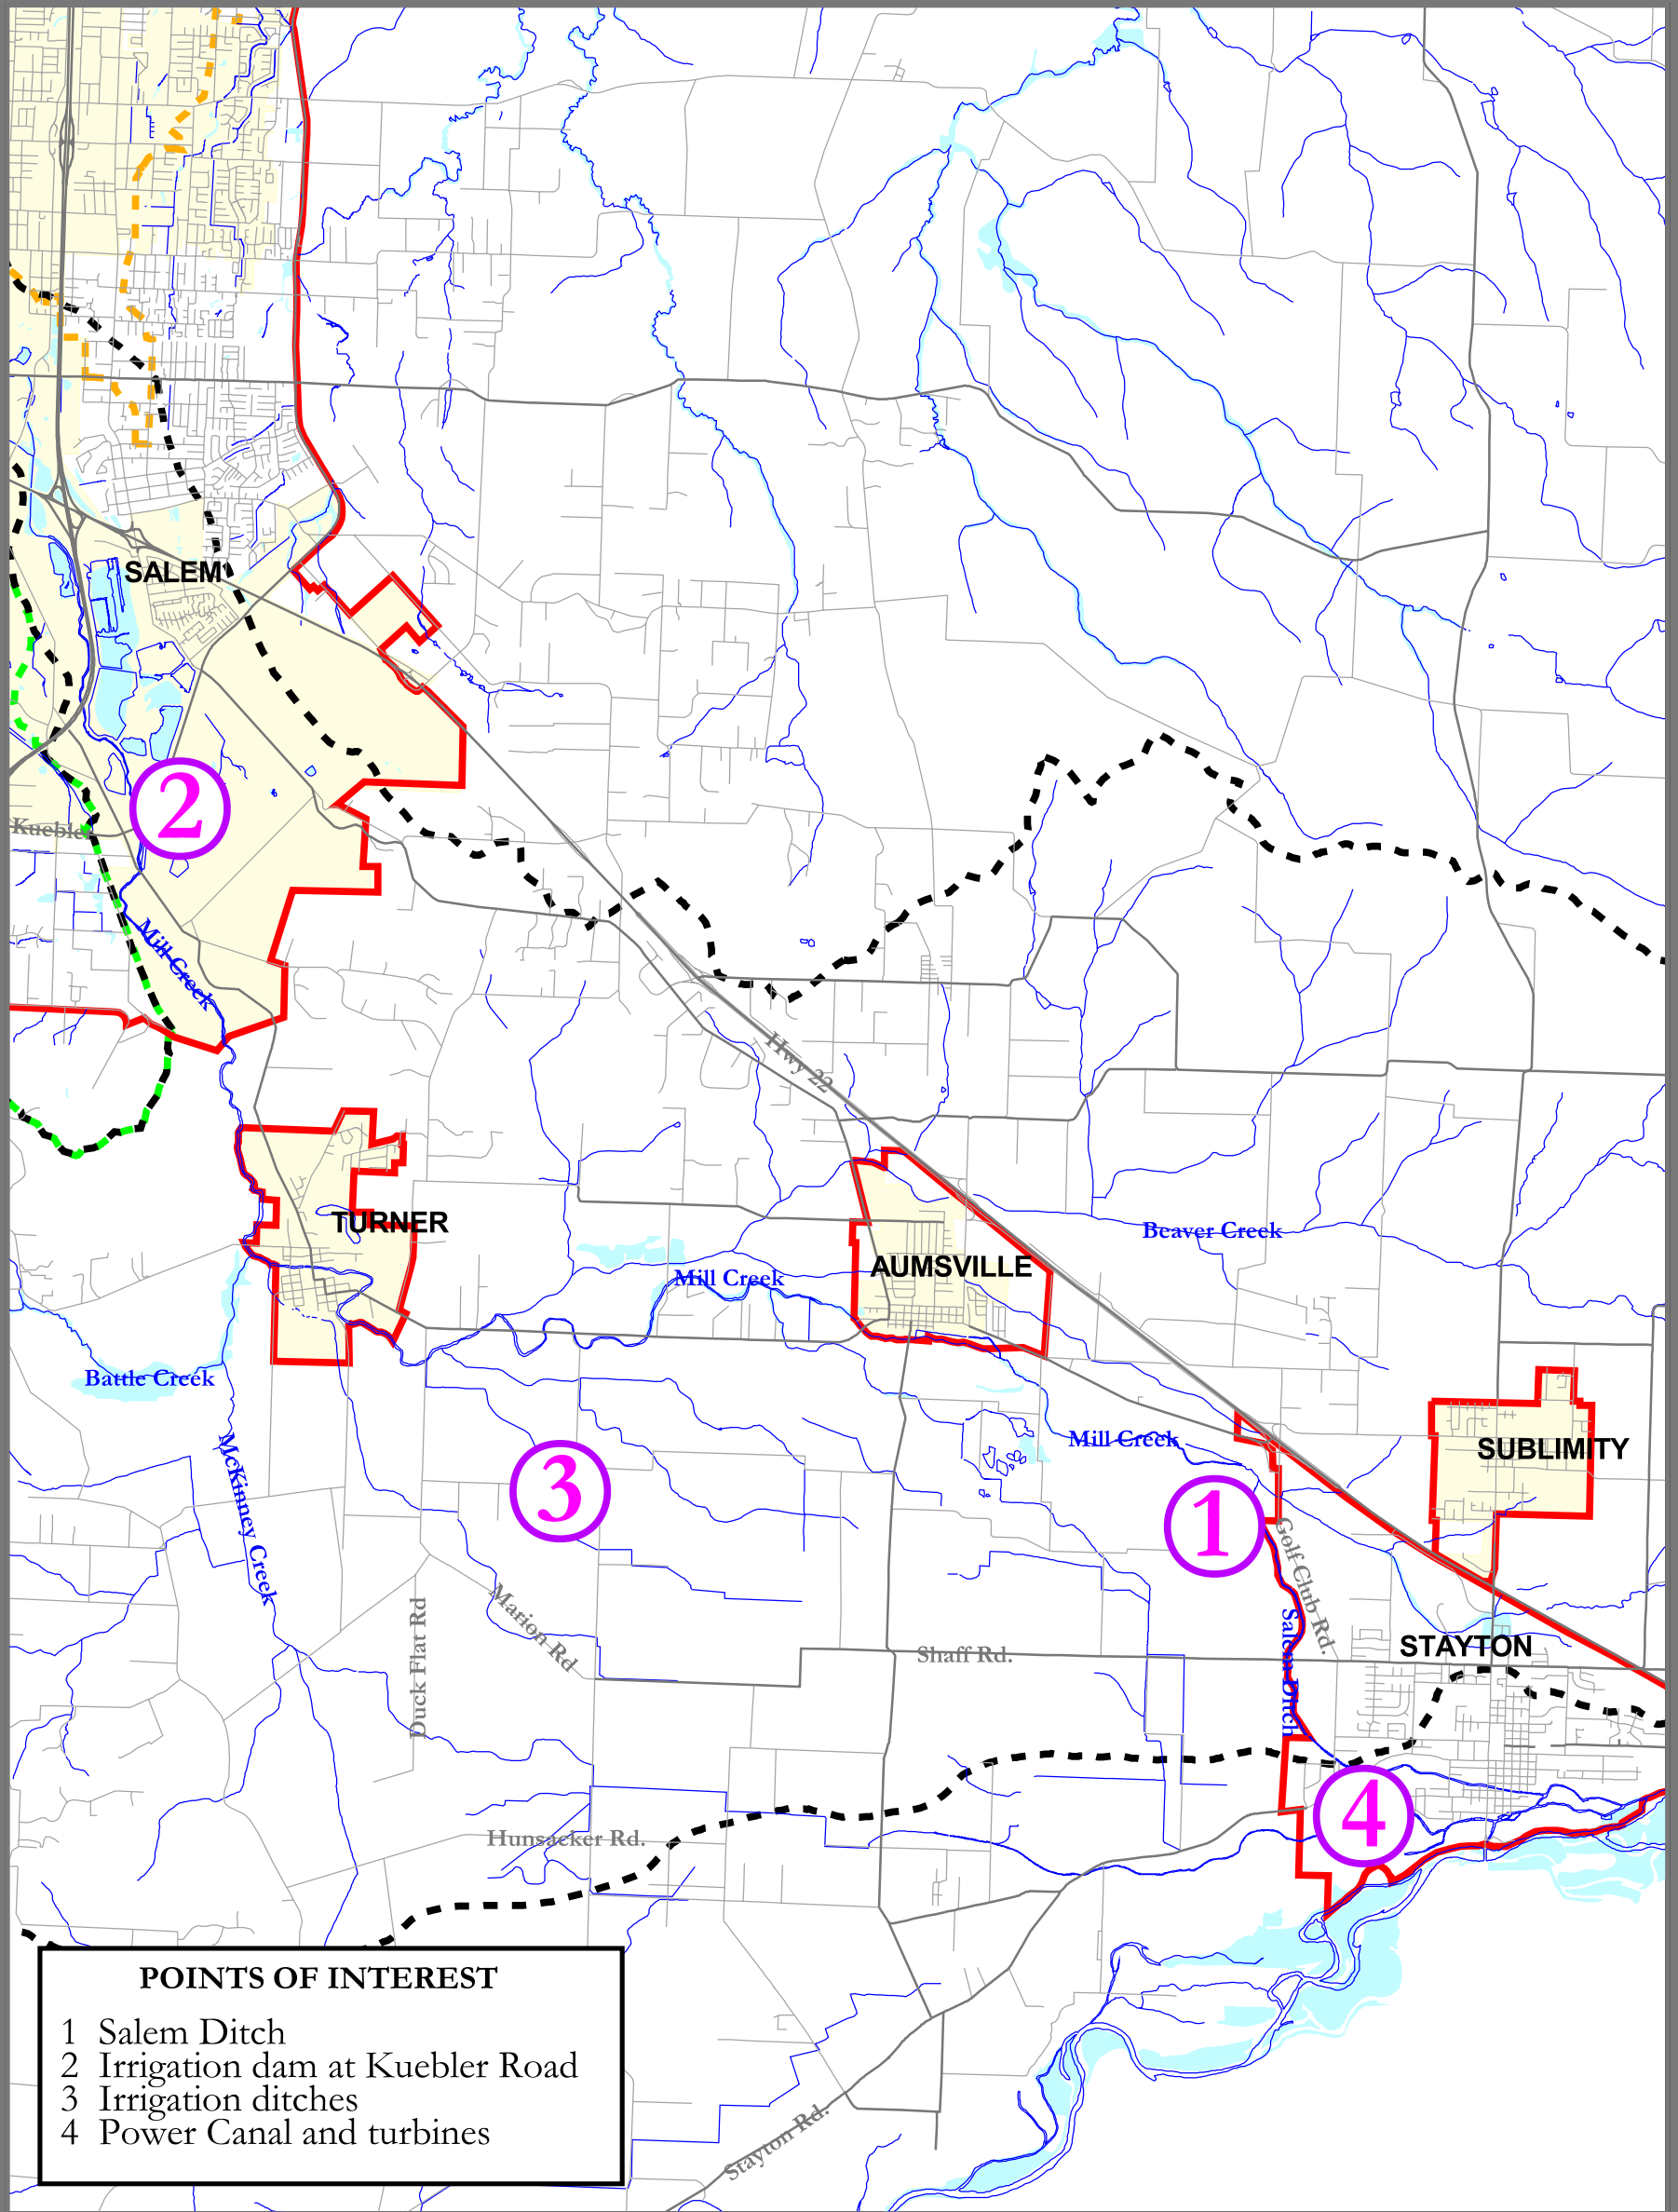 SALEM
2
Kuebler
Mill Creek
Hwy 22
TURNER
Beaver Creek
AUMSVILLE
Mill Creek
Battle Creek
Mill Creek
SUBLIMITY
McKinney Creek
3
1
Golf Club Rd.
Marion Rd
Duck Flat Rd
Shaff Rd.
Salem Ditch
STAYTON
4
Hunsacker Rd.
Stayton Rd.
POINTS OF INTEREST
1 Salem Ditch
2 Irrigation dam at Kuebler Road
3 Irrigation ditches
4 Power Canal and turbines